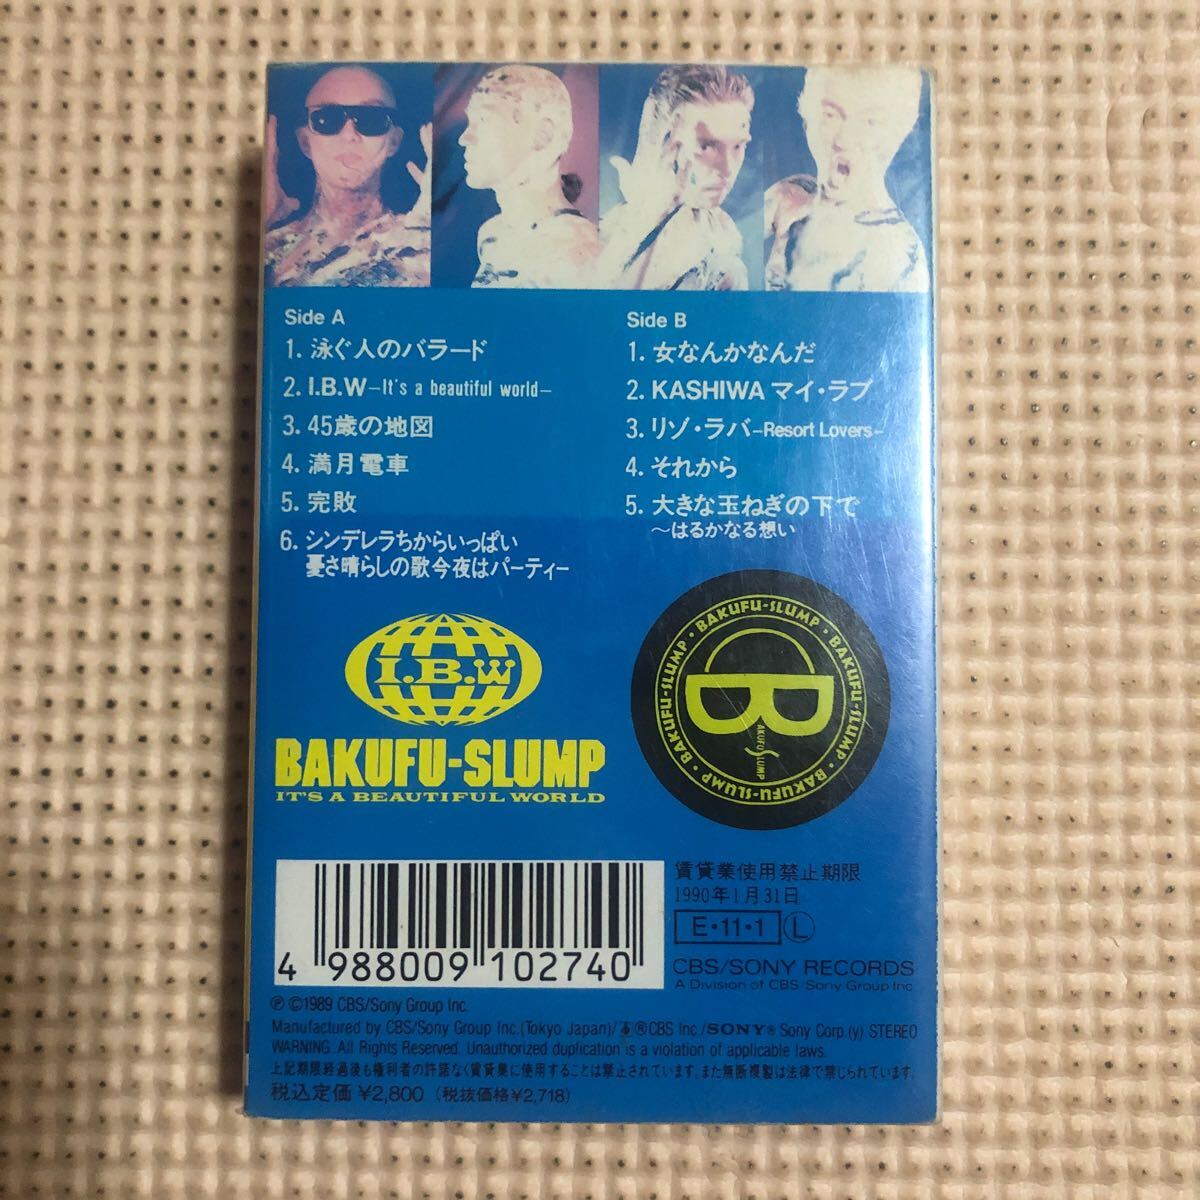 Side A
1. 泳ぐ人のバラード
2. I.B.W–It's a beautiful world–
3. 45歳の地図
4. 満月電車
5. 完敗
6. シンデレラちからいっぱい
憂さ晴らしの歌今夜はパーティー
Side B
1. 女なんかなんだ
2. KASHIWA マイ・ラブ
3. リゾ・ラバ–Resort Lovers–
4. それから
5. 大きな玉ねぎの下で
〜はるかなる想い
I.B.W
BAKUFU-SLUMP
IT'S A BEAUTIFUL WORLD
BAKUFU-SLUMP・BAKUFU-SLUMP・BAKUFU-SLUMP・BAKUFU-SLUMP・
B
AKUFU
SLUMP
4 988009 102740
賃貸業使用禁止期限
1990年1月31日
E・11・1 L
CBS/SONY RECORDS
A Division of CBS/Sony Group Inc.
Ⓟ ©1989 CBS/Sony Group Inc.
Manufactured by CBS/Sony Group Inc.(Tokyo Japan)/®CBS Inc./SONY® Sony Corp.(y) STEREO
WARNING. All Rights Reserved. Unauthorized duplication is a violation of applicable laws.
上記期限経過後も権利者の許諾なく賃貸業に使用することは禁止されています。また無断複製は法律で禁じられています。
税込定価 ¥2,800 (税抜価格¥2,718)